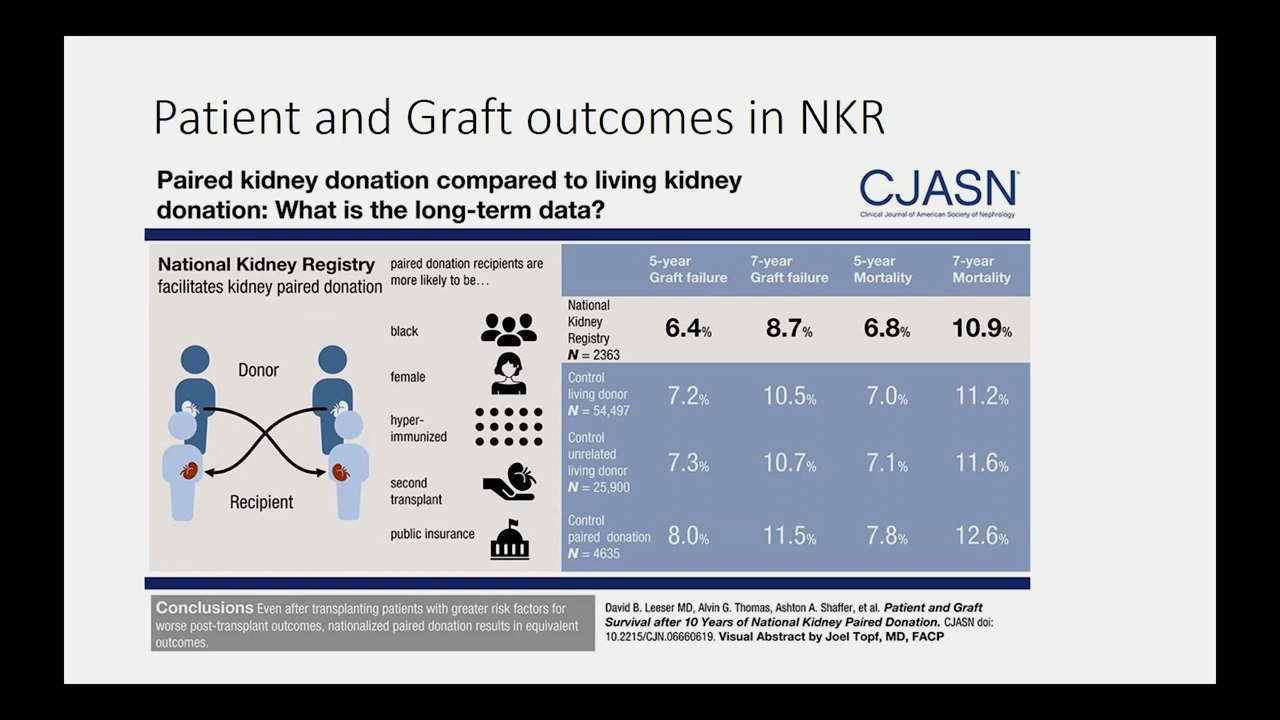 Patient and Graft outcomes in NKR
Paired kidney donation compared to living kidney
donation: What is the long-term data?
CJASN
Clinical Journal of American Society of Nephrology
National Kidney Registry
facilitates kidney paired donation
Donor
Recipient
paired donation recipients are
more likely to be...
black
female
hyper-
immunized
second
transplant
public insurance
5-year
Graft failure
7-year
Graft failure
5-year
Mortality
7-year
Mortality
National
Kidney
Registry
N = 2363
6.4%
8.7%
6.8%
10.9%
Control
living donor
N = 54,497
7.2%
10.5%
7.0%
11.2%
Control
unrelated
living donor
N = 25,900
7.3%
10.7%
7.1%
11.6%
Control
paired donation
N = 4635
8.0%
11.5%
7.8%
12.6%
Conclusions Even after transplanting patients with greater risk factors for
worse post-transplant outcomes, nationalized paired donation results in equivalent
outcomes.
David B. Leeser MD, Alvin G. Thomas, Ashton A. Shaffer, et al. Patient and Graft
Survival after 10 Years of National Kidney Paired Donation. CJASN doi:
10.2215/CJN.06660619. Visual Abstract by Joel Topf, MD, FACP